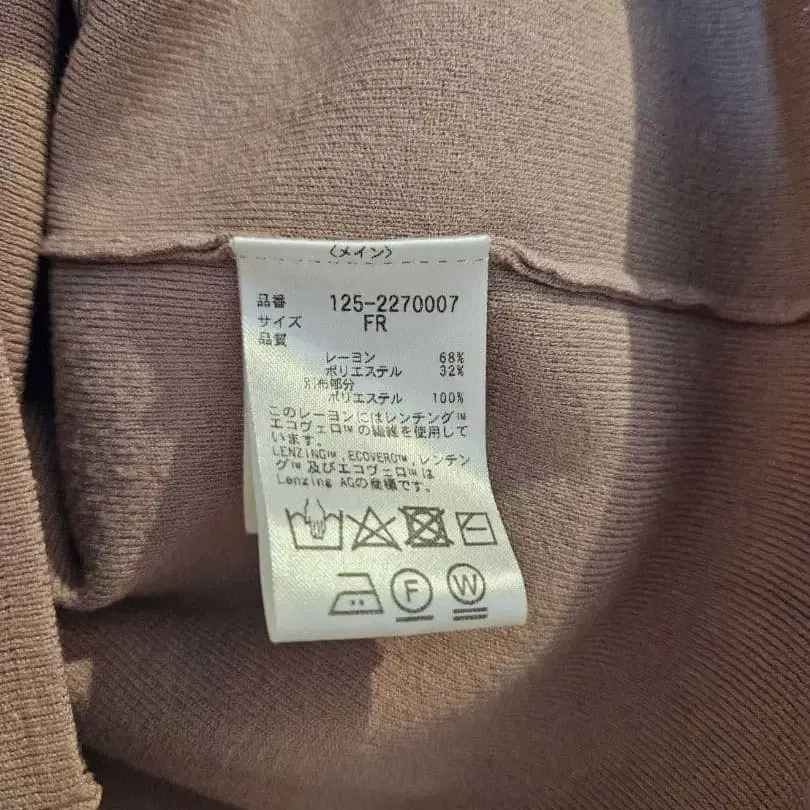 〈メイン〉
品番 125-2270007
サイズ FR
品質
レーヨン 68%
ポリエステル 32%
別布部分
ポリエステル 100%
このレーヨンにはレンチング™
エコヴェロ™の繊維を使用して
います。
LENZING™,ECOVERO™,レンチン
グ™及びエコヴェロ™は
Lenzing AGの商標です。
F W